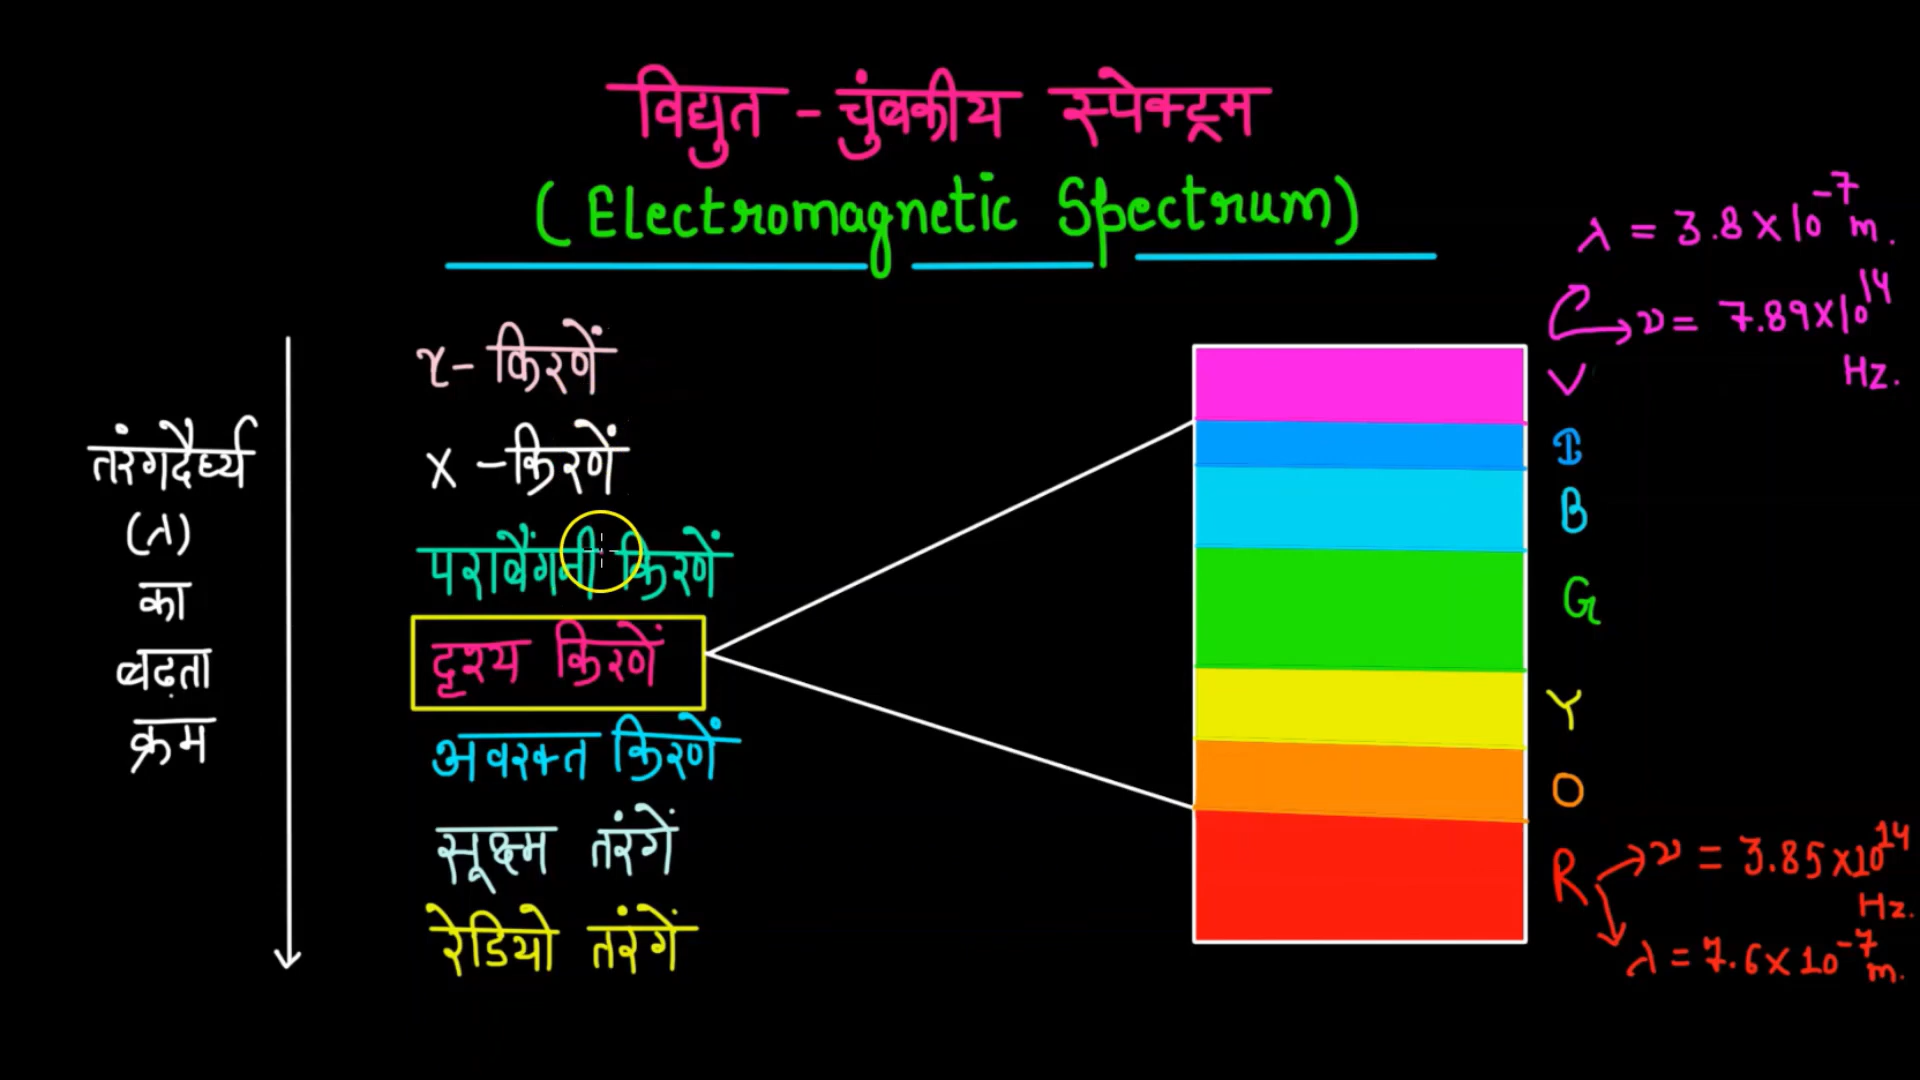 विद्युत - चुंबकीय स्पेक्ट्रम
(Electromagnetic Spectrum)
तरंगदैर्घ्य
(λ)
का
बढ़ता
क्रम
γ- किरणें
X - किरणें
पराबैंगनी किरणें
दृश्य किरणें
अवरक्त किरणें
सूक्ष्म तरंगें
रेडियो तरंगें
λ = 3.8 × 10⁻⁷ m.
ν = 7.89 × 10¹⁴
Hz.
V
I
B
G
Y
O
R
ν = 3.85 × 10¹⁴
Hz.
λ = 7.6 × 10⁻⁷ m.